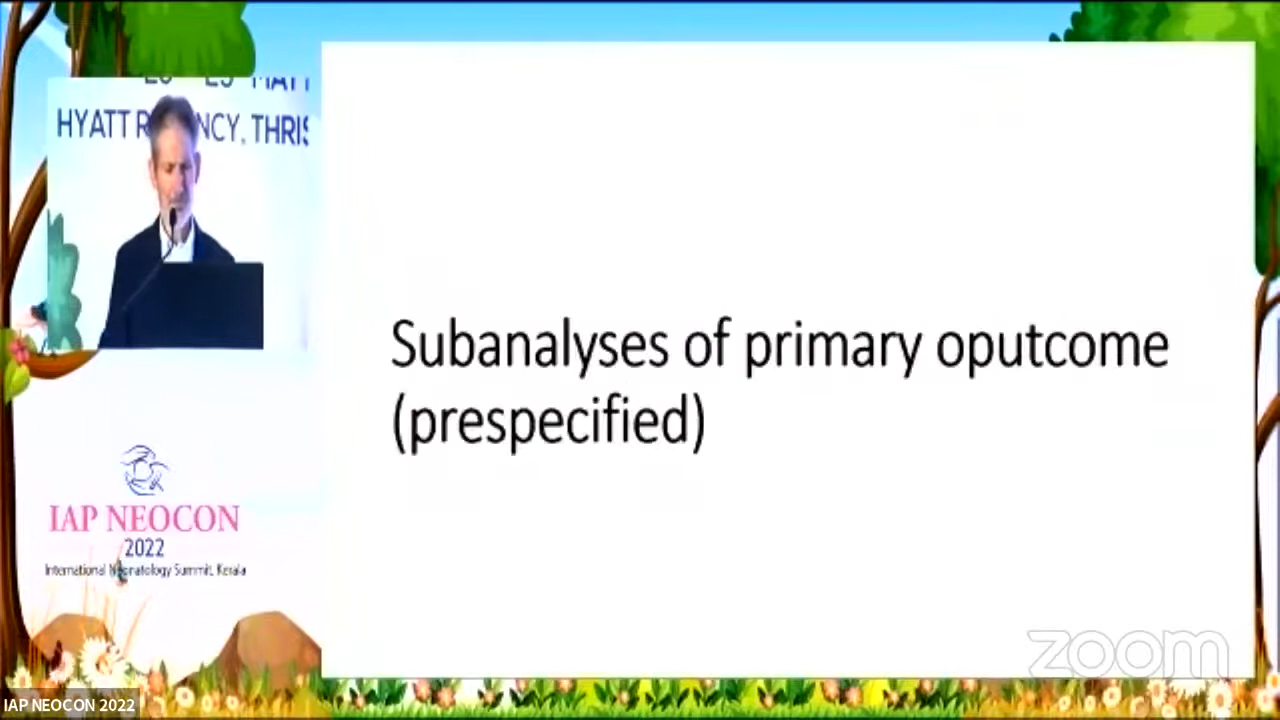 HYATT R NCY, THRIS
Subanalyses of primary oputcome
(prespecified)
IAP NEOCON
2022
International Neonatology Summit, Kerala
zoom
IAP NEOCON 2022